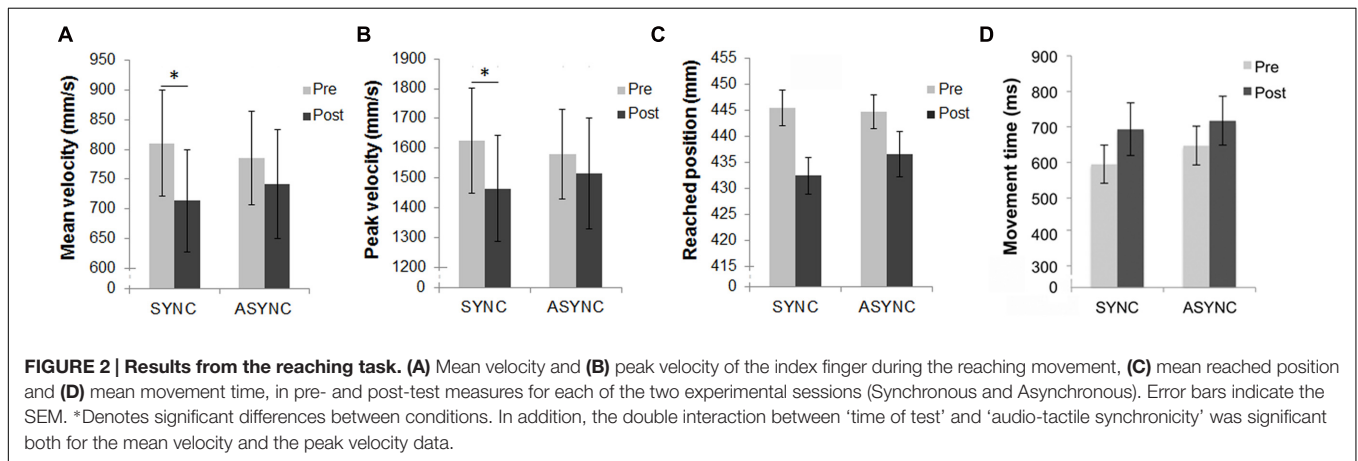 A
B
C
D
Mean velocity (mm/s)
950
900
850
800
750
700
650
600
0
*
Pre
Post
SYNC ASYNC
Peak velocity (mm/s)
1900
1800
1700
1600
1500
1400
1300
1200
0
*
Pre
Post
SYNC ASYNC
Reached position (mm)
455
450
445
440
435
430
425
420
415
0
Pre
Post
SYNC ASYNC
Movement time (ms)
900
800
700
600
500
400
300
0
Pre
Post
SYNC ASYNC
FIGURE 2 | Results from the reaching task. (A) Mean velocity and (B) peak velocity of the index finger during the reaching movement, (C) mean reached position
and (D) mean movement time, in pre- and post-test measures for each of the two experimental sessions (Synchronous and Asynchronous). Error bars indicate the
SEM. *Denotes significant differences between conditions. In addition, the double interaction between ‘time of test’ and ‘audio-tactile synchronicity’ was significant
both for the mean velocity and the peak velocity data.